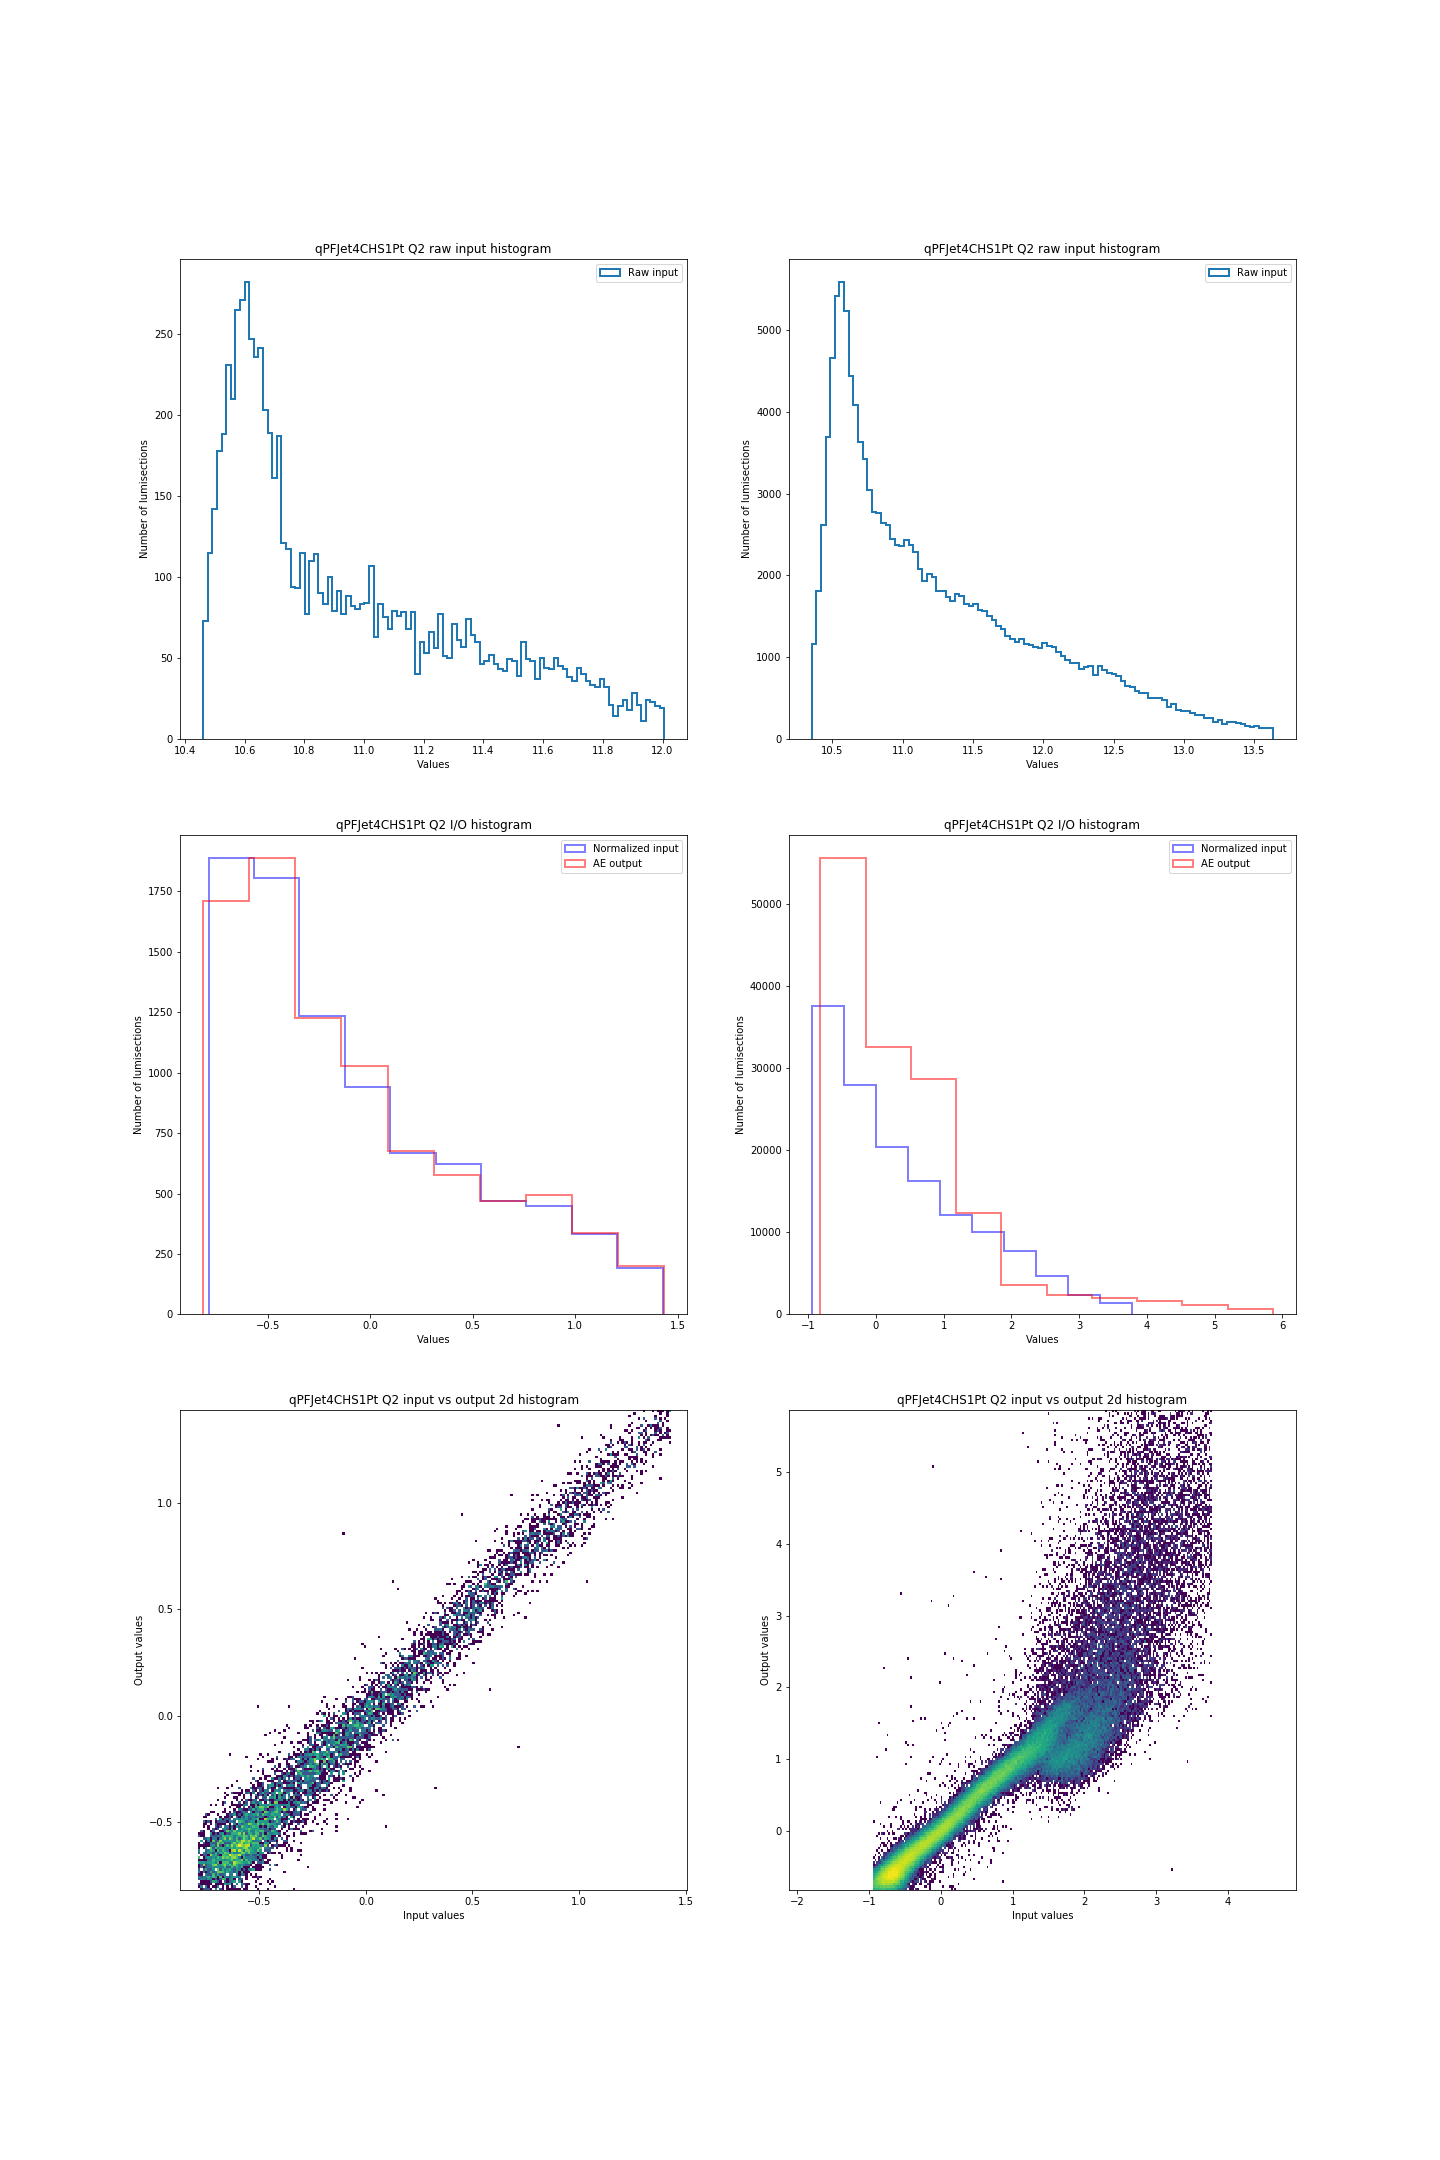 qPFJet4CHS1Pt Q2 raw input histogram
Raw input
Number of lumisections
250
200
150
100
50
0
10.4 10.6 10.8 11.0 11.2 11.4 11.6 11.8 12.0
Values
qPFJet4CHS1Pt Q2 raw input histogram
Raw input
Number of lumisections
5000
4000
3000
2000
1000
0
10.5 11.0 11.5 12.0 12.5 13.0 13.5
Values
qPFJet4CHS1Pt Q2 I/O histogram
Normalized input
AE output
Number of lumisections
1750
1500
1250
1000
750
500
250
0
−0.5 0.0 0.5 1.0 1.5
Values
qPFJet4CHS1Pt Q2 I/O histogram
Normalized input
AE output
Number of lumisections
50000
40000
30000
20000
10000
0
−1 0 1 2 3 4 5 6
Values
qPFJet4CHS1Pt Q2 input vs output 2d histogram
Output values
1.0
0.5
0.0
−0.5
−0.5 0.0 0.5 1.0 1.5
Input values
qPFJet4CHS1Pt Q2 input vs output 2d histogram
Output values
5
4
3
2
1
0
−2 −1 0 1 2 3 4
Input values